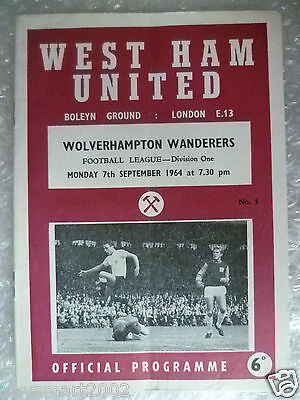 WEST HAM
UNITED
BOLEYN GROUND : LONDON E.13
WOLVERHAMPTON WANDERERS
FOOTBALL LEAGUE—Division One
MONDAY 7th SEPTEMBER 1964 at 7.30 pm
No. 5
OFFICIAL PROGRAMME
6D